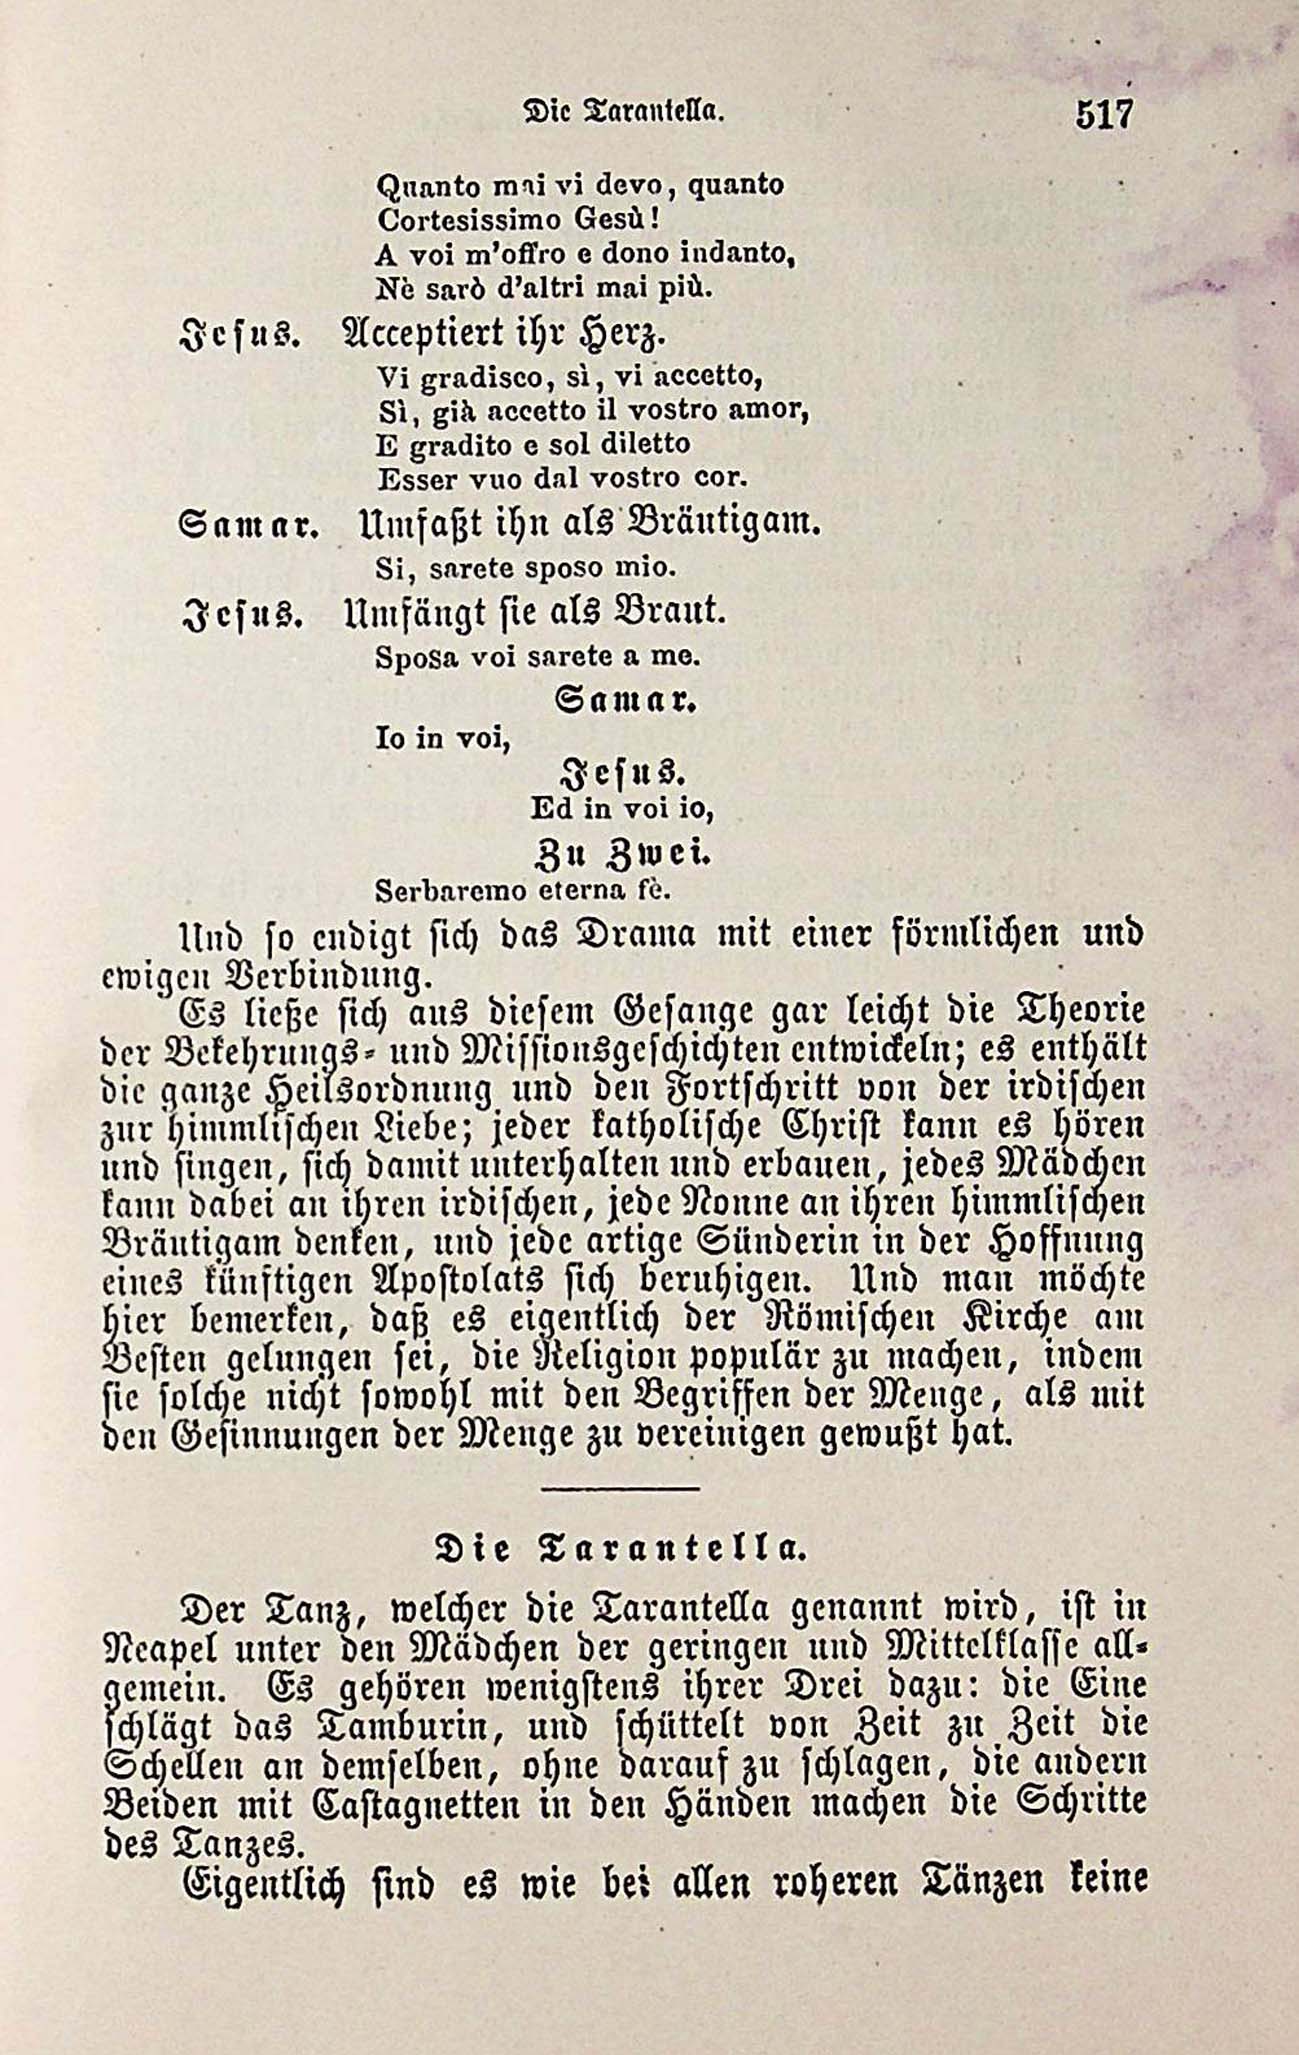 Die Tarantella. 517
Quanto mai vi devo, quanto
Cortesissimo Gesù!
A voi m'offro e dono indanto,
Nè sarò d'altri mai più.
Jesus. Acceptiert ihr Herz.
Vi gradisco, sì, vi accetto,
Sì, già accetto il vostro amor,
E gradito e sol diletto
Esser vuo dal vostro cor.
Samar. Umfaßt ihn als Bräutigam.
Si, sarete sposo mio.
Jesus. Umfängt sie als Braut.
Sposa voi sarete a me.
Samar.
Io in voi,
Jesus.
Ed in voi io,
Zu Zwei.
Serbaremo eterna fè.
Und so endigt sich das Drama mit einer förmlichen und
ewigen Verbindung.
Es ließe sich aus diesem Gesange gar leicht die Theorie
der Bekehrungs- und Missionsgeschichten entwickeln; es enthält
die ganze Heilsordnung und den Fortschritt von der irdischen
zur himmlischen Liebe; jeder katholische Christ kann es hören
und singen, sich damit unterhalten und erbauen, jedes Mädchen
kann dabei an ihren irdischen, jede Nonne an ihren himmlischen
Bräutigam denken, und jede artige Sünderin in der Hoffnung
eines künftigen Apostolats sich beruhigen. Und man möchte
hier bemerken, daß es eigentlich der Römischen Kirche am
Besten gelungen sei, die Religion populär zu machen, indem
sie solche nicht sowohl mit den Begriffen der Menge, als mit
den Gesinnungen der Menge zu vereinigen gewußt hat.
Die Tarantella.
Der Tanz, welcher die Tarantella genannt wird, ist in
Neapel unter den Mädchen der geringen und Mittelklasse all-
gemein. Es gehören wenigstens ihrer Drei dazu: die Eine
schlägt das Tamburin, und schüttelt von Zeit zu Zeit die
Schellen an demselben, ohne darauf zu schlagen, die andern
Beiden mit Castagnetten in den Händen machen die Schritte
des Tanzes.
Eigentlich sind es wie bei allen roheren Tänzen keine